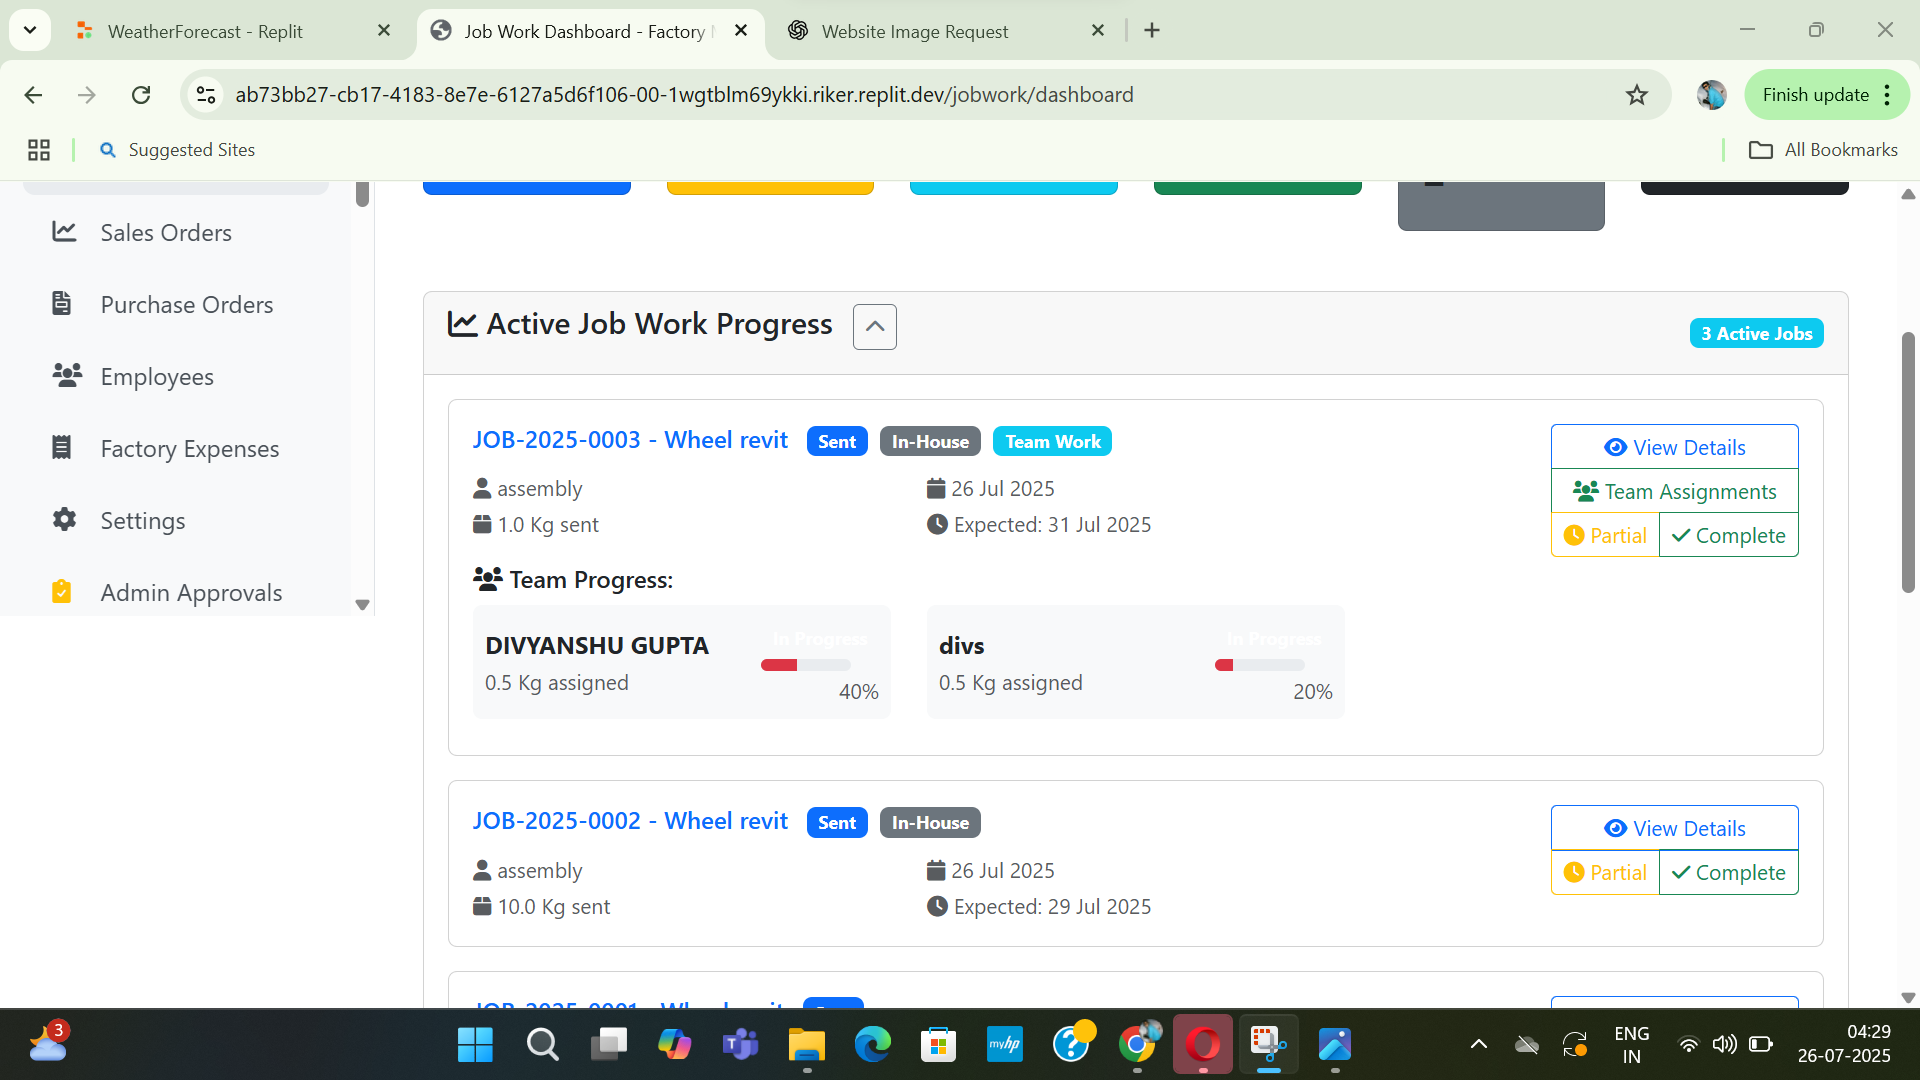 WeatherForecast - Replit
Job Work Dashboard - Factory
Website Image Request
ab73bb27-cb17-4183-8e7e-6127a5d6f106-00-1wgtblm69ykki.riker.replit.dev/jobwork/dashboard
Finish update
Suggested Sites
All Bookmarks
Sales Orders
Purchase Orders
Employees
Factory Expenses
Settings
Admin Approvals
Active Job Work Progress
3 Active Jobs
JOB-2025-0003 - Wheel revit Sent In-House Team Work
View Details
assembly
26 Jul 2025
Team Assignments
1.0 Kg sent
Expected: 31 Jul 2025
Partial
Complete
Team Progress:
DIVYANSHU GUPTA
In Progress
0.5 Kg assigned
40%
divs
In Progress
0.5 Kg assigned
20%
JOB-2025-0002 - Wheel revit Sent In-House
View Details
assembly
26 Jul 2025
Partial
Complete
10.0 Kg sent
Expected: 29 Jul 2025
JOB-2025-0001 - Wheel revit
3
myhp
ENG
IN
04:29
26-07-2025